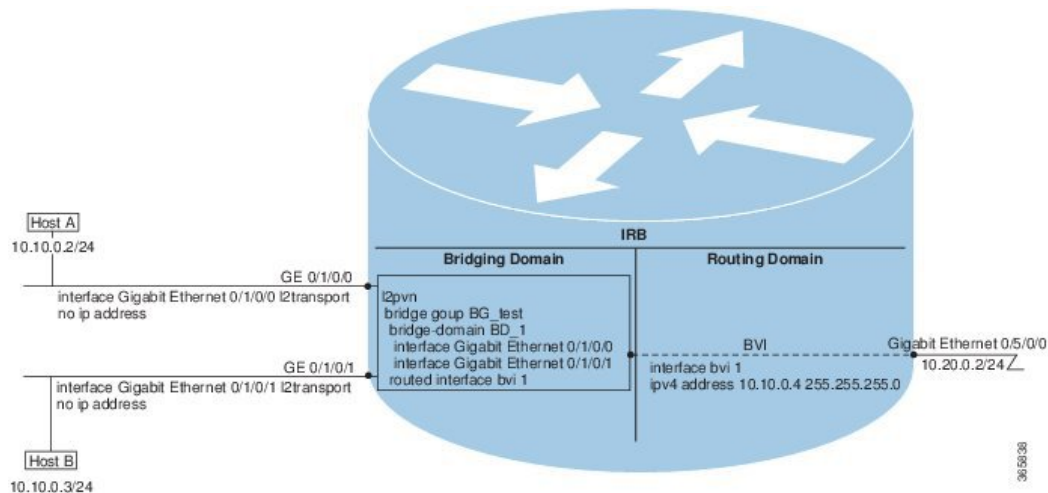 IRB
Bridging Domain
Routing Domain
Host A
10.10.0.2/24
GE 0/1/0/0
interface Gigabit Ethernet 0/1/0/0 l2transport
no ip address
l2pvn
bridge goup BG_test
bridge-domain BD_1
interface Gigabit Ethernet 0/1/0/0
interface Gigabit Ethernet 0/1/0/1
routed interface bvi 1
BVI
interface bvi 1
ipv4 address 10.10.0.4 255.255.255.0
Gigabit Ethernet 0/5/0/0
10.20.0.2/24
GE 0/1/0/1
interface Gigabit Ethernet 0/1/0/1 l2transport
no ip address
Host B
10.10.0.3/24
365838